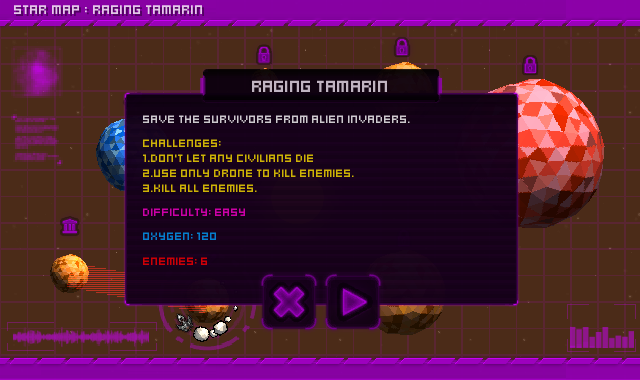 STAR MAP : RAGING TAMARIN
RAGING TAMARIN
SAVE THE SURVIVORS FROM ALIEN INVADERS.
CHALLENGES:
1.DON'T LET ANY CIVILIANS DIE
2.USE ONLY DRONE TO KILL ENEMIES.
3.KILL ALL ENEMIES.
DIFFICULTY: EASY
OXYGEN: 120
ENEMIES: 6